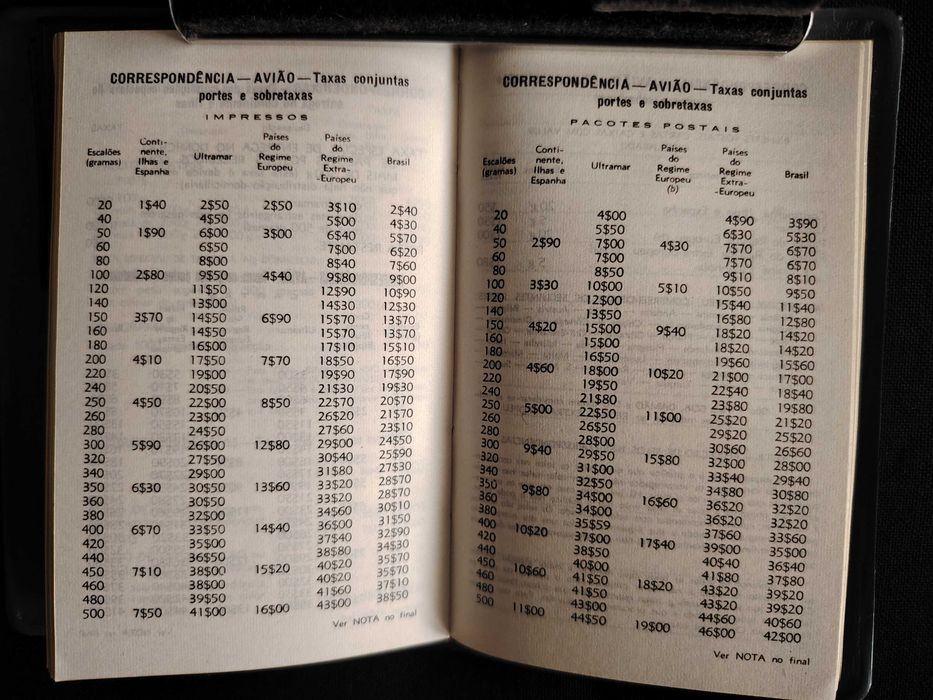 CORRESPONDÊNCIA — AVIÃO — Taxas conjuntas
portes e sobretaxas
IMPRESSOS
Escalões (gramas) Conti-nente, Ilhas e Espanha Ultramar Países do Regime Europeu Países do Regime Extra--Europeu Brasil
20 1$40 2$50 2$50 3$10 2$40
40 4$50 5$00 4$30
50 1$90 6$00 3$00 6$40 5$70
60 6$50 7$00 6$20
80 8$00 8$40 7$60
100 2$80 9$50 4$40 9$80 9$00
120 11$50 12$90 10$90
140 13$00 14$30 12$30
150 3$70 14$50 6$90 15$70 13$70
160 14$50 15$70 13$70
180 16$00 17$10 15$10
200 4$10 17$50 7$70 18$50 16$50
220 19$00 19$90 17$90
240 20$50 21$30 19$30
250 4$50 22$00 8$50 22$70 20$70
260 23$00 26$20 21$70
280 24$50 27$60 23$10
300 5$90 26$00 12$80 29$00 24$50
320 27$50 30$40 25$90
340 29$00 31$80 27$30
350 6$30 30$50 13$60 33$20 28$70
360 30$50 33$20 28$70
380 32$00 34$60 30$10
400 6$70 33$50 14$40 36$00 31$50
420 35$00 37$40 32$90
440 36$50 38$80 34$30
450 7$10 38$00 15$20 40$20 35$70
460 38$00 40$20 35$70
480 39$50 41$60 37$10
500 7$50 41$00 16$00 43$00 38$50
Ver NOTA no final
CORRESPONDÊNCIA — AVIÃO — Taxas conjuntas
portes e sobretaxas
PACOTES POSTAIS
Escalões (gramas) Conti-nente, Ilhas e Espanha Ultramar Países do Regime Europeu (b) Países do Regime Extra--Europeu Brasil
20 4$00 4$90 3$90
40 5$50 6$30 5$30
50 2$90 7$00 4$30 7$70 6$70
60 7$00 7$70 6$70
80 8$50 9$10 8$10
100 3$30 10$00 5$10 10$50 9$50
120 12$00 15$40 11$40
140 13$50 16$80 12$80
150 4$20 15$00 9$40 18$20 14$20
160 15$00 18$20 14$20
180 16$50 19$60 15$60
200 4$60 18$00 10$20 21$00 17$00
220 19$50 22$40 18$40
240 21$80 23$80 19$80
250 5$00 22$50 11$00 25$20 21$20
260 26$50 29$20 25$20
280 28$00 30$60 26$60
300 9$40 29$50 15$80 32$00 28$00
320 31$00 33$40 29$40
340 32$50 34$80 30$80
350 9$80 34$00 16$60 36$20 32$20
360 34$00 36$20 32$20
380 35$59 37$60 33$60
400 10$20 37$00 17$40 39$00 35$00
420 38$50 40$40 36$40
440 40$00 41$80 37$80
450 10$60 41$50 18$20 43$20 39$20
460 41$50 43$20 39$20
480 43$00 44$60 40$60
500 11$00 44$50 19$00 46$00 42$00
Ver NOTA no final